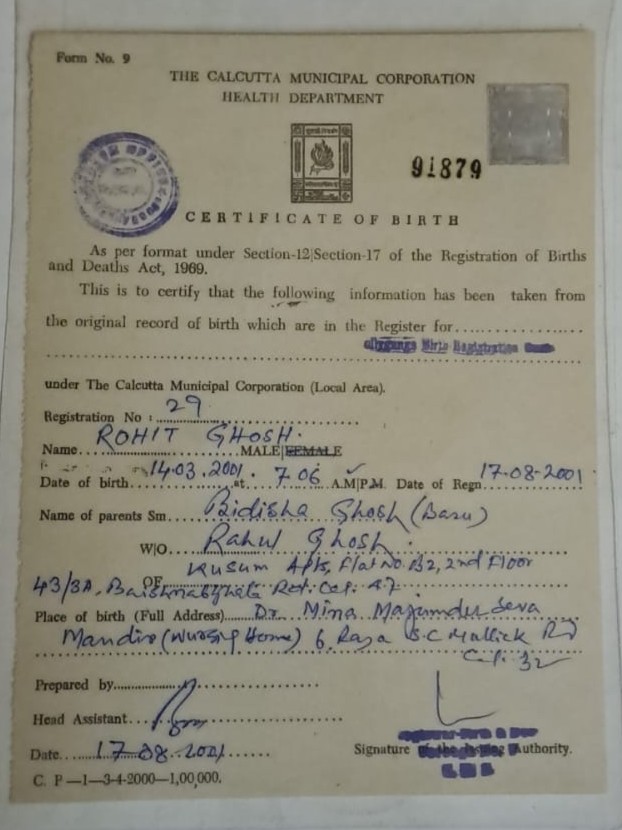 Form No. 9
THE CALCUTTA MUNICIPAL CORPORATION
HEALTH DEPARTMENT
91879
CERTIFICATE OF BIRTH
As per format under Section-12|Section-17 of the Registration of Births
and Deaths Act, 1969.
This is to certify that the following information has been taken from
the original record of birth which are in the Register for
Birth Registration
under The Calcutta Municipal Corporation (Local Area).
Registration No : 29
Name ROHIT GHOSH. MALE|FEMALE
Date of birth 14.03.2001. at 7 06 A.M|P.M. Date of Regn 17-08-2001
Name of parents Sm. Bidisha Ghosh (Basu)
W|O Rahul Ghosh.
Kusum Apts, Flat No B2, 2nd Floor
OF
43/3A, Rd. Cal. 47
Place of birth (Full Address) Dr. Mina Majumder Seva
Mandir (Nursing Home) 6, Raja S.C Mallick Rd
Cal. 32
Prepared by
Head Assistant
Date 17.08.2001
Signature of the Issuing Authority.
C. P—1—3-4-2000—1,00,000.